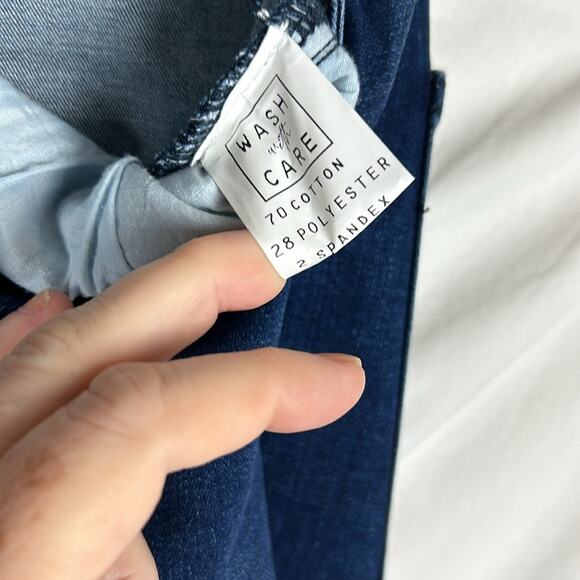 WASH
with
CARE
70 COTTON
28 POLYESTER
2 SPANDEX